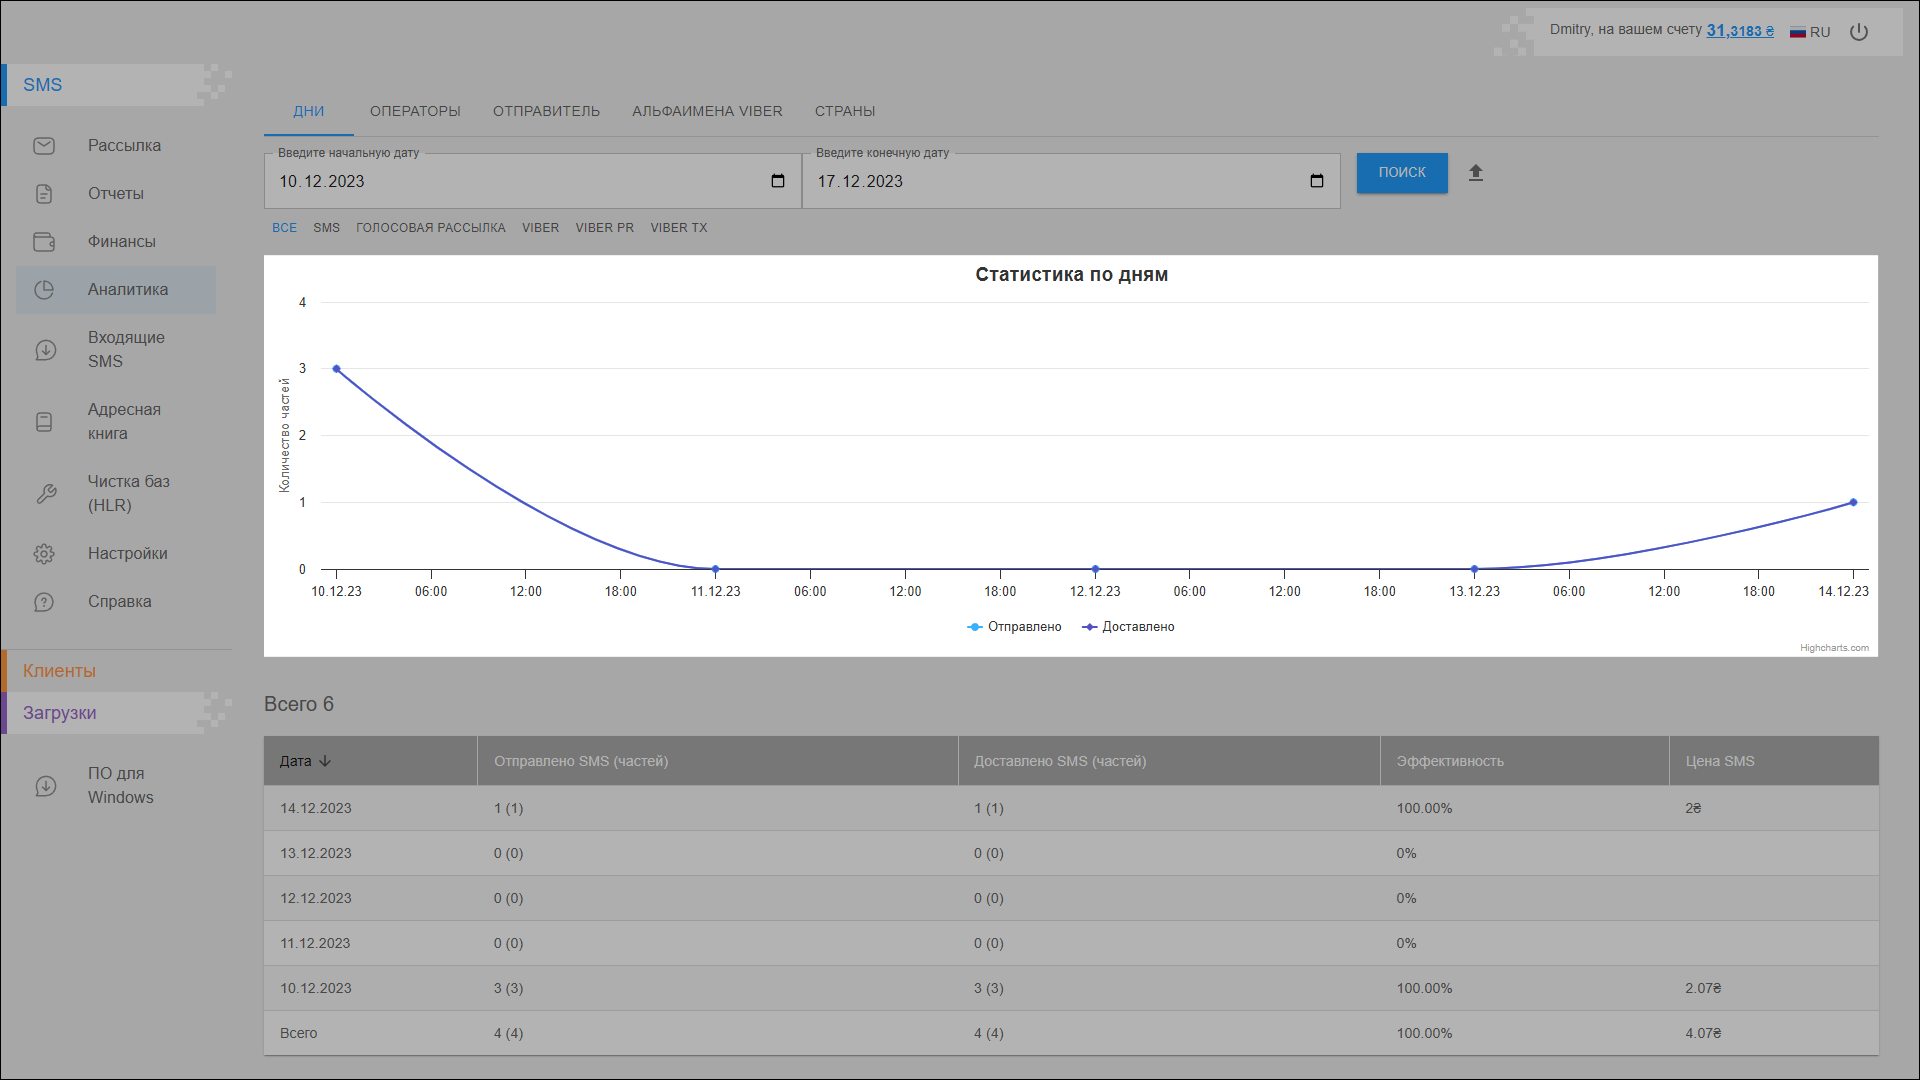 Dmitry, на вашем счету 31,3183 ₴ RU
SMS
Рассылка
Отчеты
Финансы
Аналитика
Входящие
SMS
Адресная
книга
Чистка баз
(HLR)
Настройки
Справка
Клиенты
Загрузки
ПО для
Windows
ДНИ ОПЕРАТОРЫ ОТПРАВИТЕЛЬ АЛЬФАИМЕНА VIBER СТРАНЫ
Введите начальную дату Введите конечную дату
10.12.2023 17.12.2023 ПОИСК
ВСЕ SMS ГОЛОСОВАЯ РАССЫЛКА VIBER VIBER PR VIBER TX
Статистика по дням
Количество частей
4
3
2
1
0
10.12.23 06:00 12:00 18:00 11.12.23 06:00 12:00 18:00 12.12.23 06:00 12:00 18:00 13.12.23 06:00 12:00 18:00 14.12.23
Отправлено Доставлено
Highcharts.com
Всего 6
Дата Отправлено SMS (частей) Доставлено SMS (частей) Эффективность Цена SMS
14.12.2023 1 (1) 1 (1) 100.00% 2₴
13.12.2023 0 (0) 0 (0) 0%
12.12.2023 0 (0) 0 (0) 0%
11.12.2023 0 (0) 0 (0) 0%
10.12.2023 3 (3) 3 (3) 100.00% 2.07₴
Всего 4 (4) 4 (4) 100.00% 4.07₴